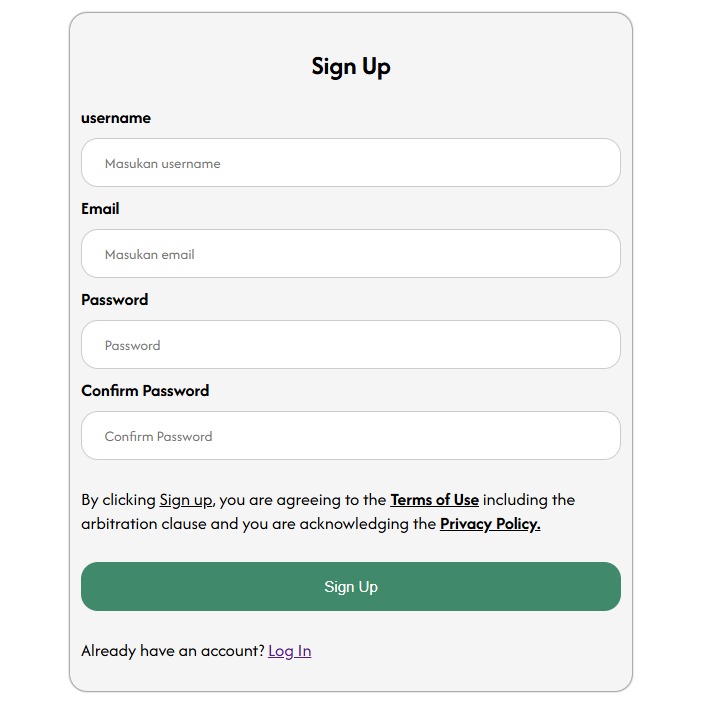 Sign Up
username
Masukan username
Email
Masukan email
Password
Password
Confirm Password
Confirm Password
By clicking Sign up, you are agreeing to the Terms of Use including the
arbitration clause and you are acknowledging the Privacy Policy.
Sign Up
Already have an account? Log In